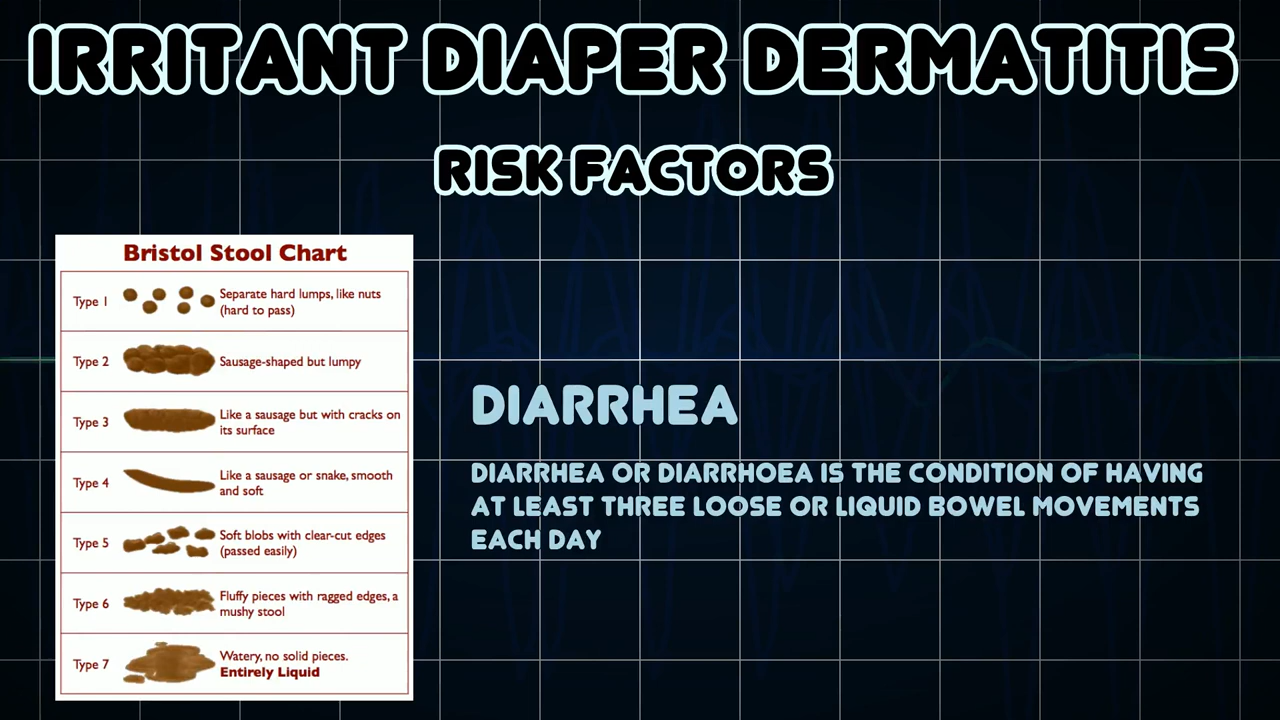 IRRITANT DIAPER DERMATITIS
RISK FACTORS
Bristol Stool Chart
Type 1
Separate hard lumps, like nuts
(hard to pass)
Type 2
Sausage-shaped but lumpy
Type 3
Like a sausage but with cracks on
its surface
Type 4
Like a sausage or snake, smooth
and soft
Type 5
Soft blobs with clear-cut edges
(passed easily)
Type 6
Fluffy pieces with ragged edges, a
mushy stool
Type 7
Watery, no solid pieces.
Entirely Liquid
DIARRHEA
DIARRHEA OR DIARRHOEA IS THE CONDITION OF HAVING
AT LEAST THREE LOOSE OR LIQUID BOWEL MOVEMENTS
EACH DAY